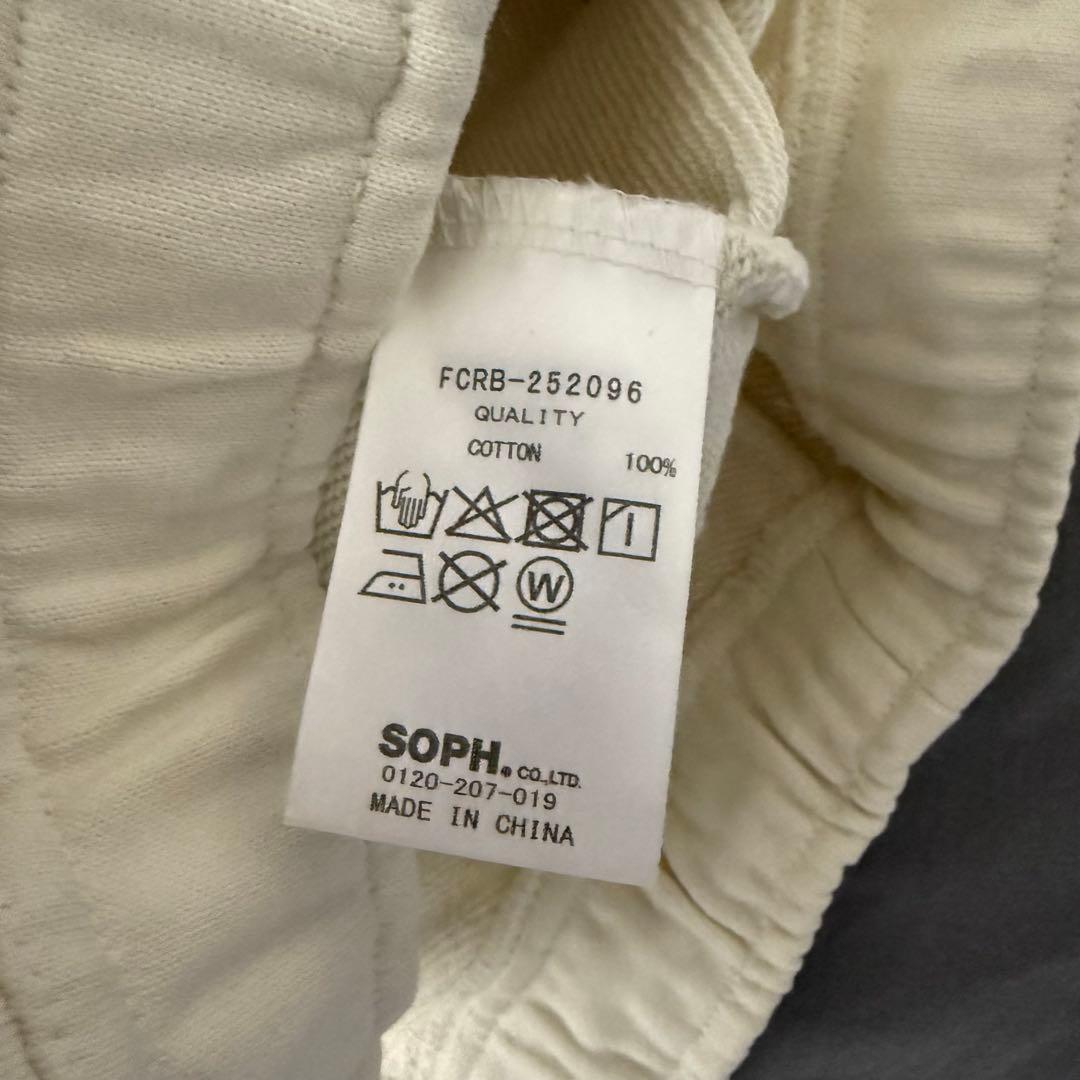 FCRB-252096
QUALITY
COTTON 100%
W
SOPH. CO.,LTD.
0120-207-019
MADE IN CHINA